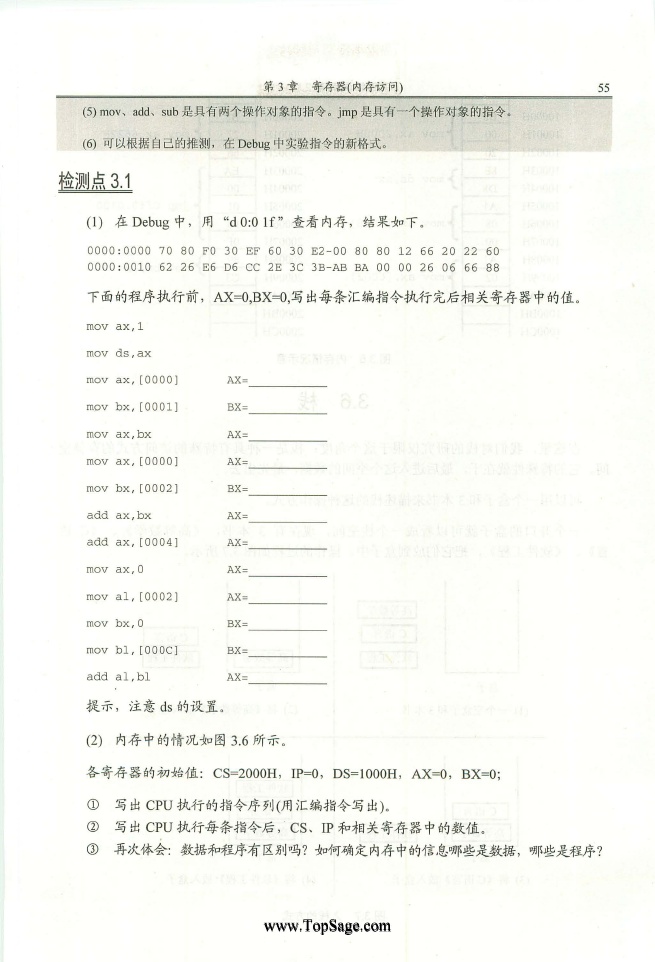 第 3 章 寄存器(内存访问) 55
(5) mov、add、sub 是具有两个操作对象的指令。jmp 是具有一个操作对象的指令。
(6) 可以根据自己的推测，在 Debug 中实验指令的新格式。
检测点 3.1
(1) 在 Debug 中，用“d 0:0 1f”查看内存，结果如下。
0000:0000 70 80 F0 30 EF 60 30 E2-00 80 80 12 66 20 22 60
0000:0010 62 26 E6 D6 CC 2E 3C 3B-AB BA 00 00 26 06 66 88
下面的程序执行前，AX=0,BX=0,写出每条汇编指令执行完后相关寄存器中的值。
mov ax,1
mov ds,ax
mov ax,[0000] AX=
mov bx,[0001] BX=
mov ax,bx AX=
mov ax,[0000] AX=
mov bx,[0002] BX=
add ax,bx AX=
add ax,[0004] AX=
mov ax,0 AX=
mov al,[0002] AX=
mov bx,0 BX=
mov bl,[000C] BX=
add al,bl AX=
提示，注意 ds 的设置。
(2) 内存中的情况如图 3.6 所示。
各寄存器的初始值：CS=2000H，IP=0，DS=1000H，AX=0，BX=0;
① 写出 CPU 执行的指令序列(用汇编指令写出)。
② 写出 CPU 执行每条指令后，CS、IP 和相关寄存器中的数值。
③ 再次体会：数据和程序有区别吗？如何确定内存中的信息哪些是数据，哪些是程序？
www.TopSage.com